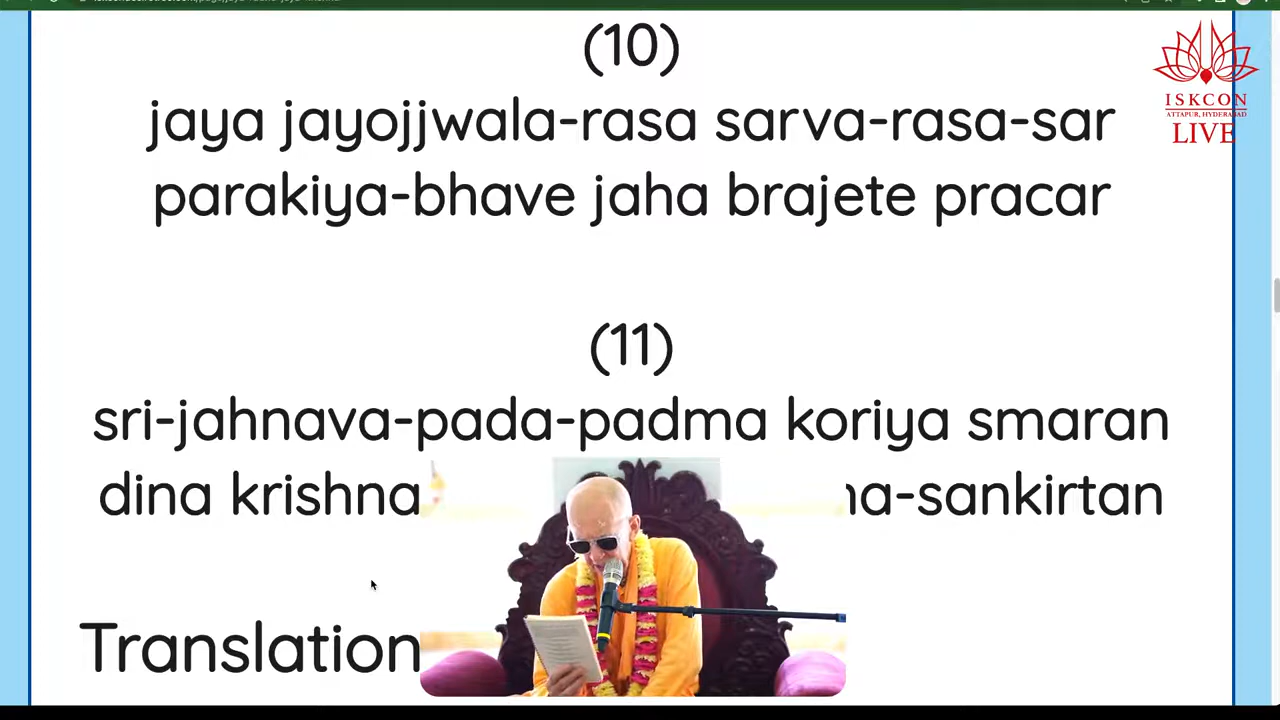 (10)
jaya jayojjwala-rasa sarva-rasa-sar
parakiya-bhave jaha brajete pracar
(11)
sri-jahnava-pada-padma koriya smaran
dina krishna
na-sankirtan
Translation
ISKCON
ATTAPUR, HYDERABAD
LIVE